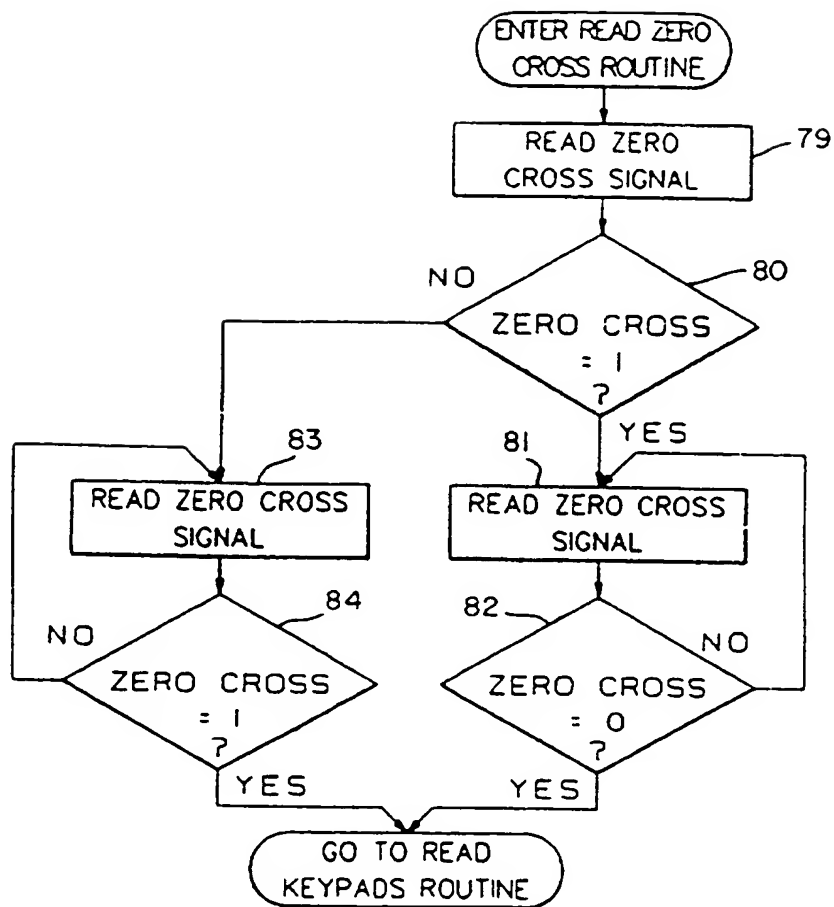 ENTER READ ZERO
CROSS ROUTINE
READ ZERO
CROSS SIGNAL
79
80
NO
ZERO CROSS
= 1
?
YES
83
READ ZERO CROSS
SIGNAL
81
READ ZERO CROSS
SIGNAL
84
NO
ZERO CROSS
= 1
?
YES
82
NO
ZERO CROSS
= 0
?
YES
GO TO READ
KEYPADS ROUTINE